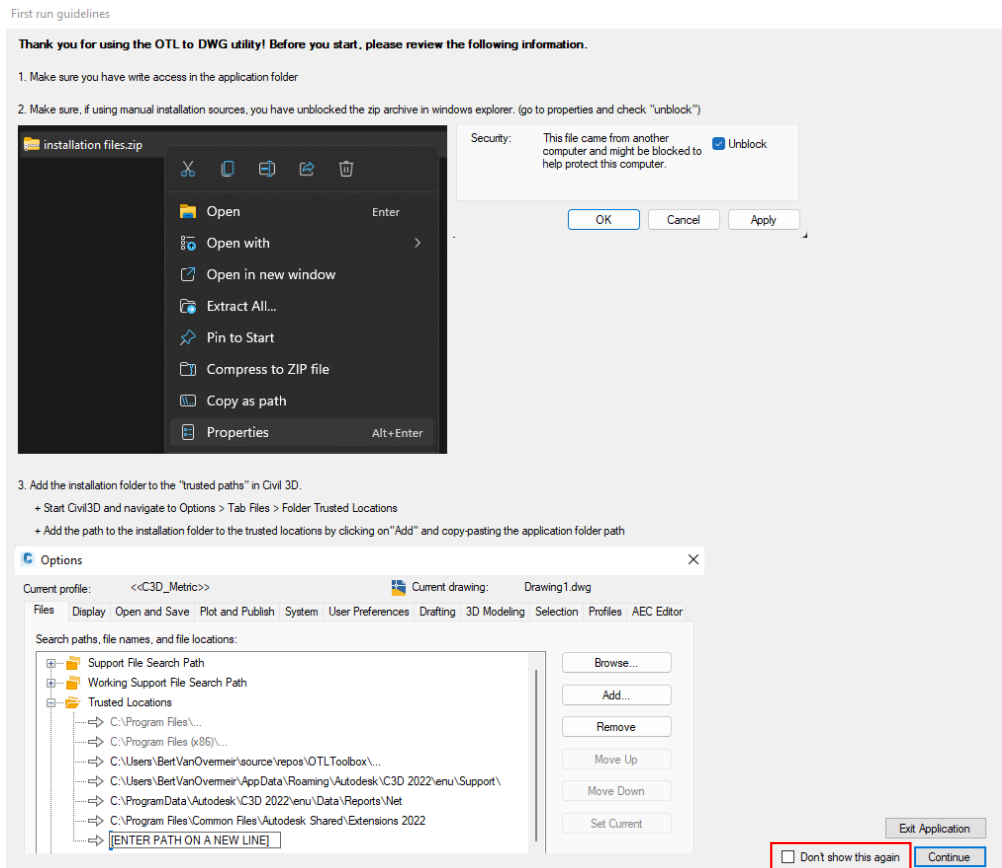 First run guidelines
Thank you for using the OTL to DWG utility! Before you start, please review the following information.
1. Make sure you have write access in the application folder
2. Make sure, if using manual installation sources, you have unblocked the zip archive in windows explorer. (go to properties and check "unblock")
installation files.zip
Open Enter
Open with
Open in new window
Extract All...
Pin to Start
Compress to ZIP file
Copy as path
Properties Alt+Enter
Security: This file came from another
computer and might be blocked to
help protect this computer.
Unblock
OK Cancel Apply
3. Add the installation folder to the "trusted paths" in Civil 3D.
+ Start Civil3D and navigate to Options > Tab Files > Folder Trusted Locations
+ Add the path to the installation folder to the trusted locations by clicking on"Add" and copy-pasting the application folder path
Options
Current profile: <<C3D_Metric>> Current drawing: Drawing1.dwg
Files Display Open and Save Plot and Publish System User Preferences Drafting 3D Modeling Selection Profiles AEC Editor
Search paths, file names, and file locations:
Support File Search Path
Working Support File Search Path
Trusted Locations
C:\Program Files\...
C:\Program Files (x86)\...
C:\Users\BertVanOvermeir\source\repos\OTLToolbox\...
C:\Users\BertVanOvermeir\AppData\Roaming\Autodesk\C3D 2022\enu\Support\
C:\ProgramData\Autodesk\C3D 2022\enu\Data\Reports\Net
C:\Program Files\Common Files\Autodesk Shared\Extensions 2022
[ENTER PATH ON A NEW LINE]
Browse...
Add...
Remove
Move Up
Move Down
Set Current
Exit Application
Don't show this again Continue